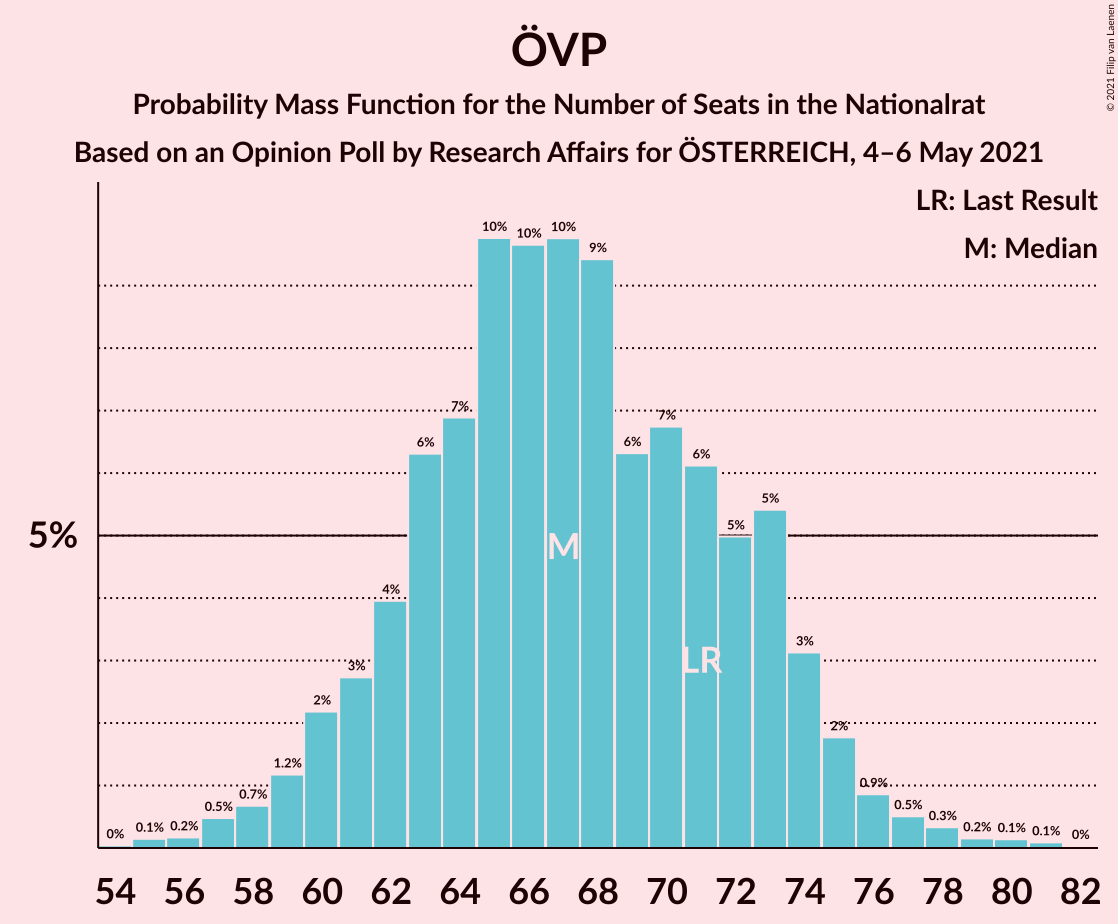 ÖVP
Probability Mass Function for the Number of Seats in the Nationalrat
Based on an Opinion Poll by Research Affairs for ÖSTERREICH, 4–6 May 2021
© 2021 Filip van Laenen
LR: Last Result
M: Median
5%
0% 0.1% 0.2% 0.5% 0.7% 1.2% 2% 3% 4% 6% 7% 10% 10% 10% 9% 6% 7% 6% 5% 5% 3% 2% 0.9% 0.5% 0.3% 0.2% 0.1% 0.1% 0%
M
LR
54 56 58 60 62 64 66 68 70 72 74 76 78 80 82